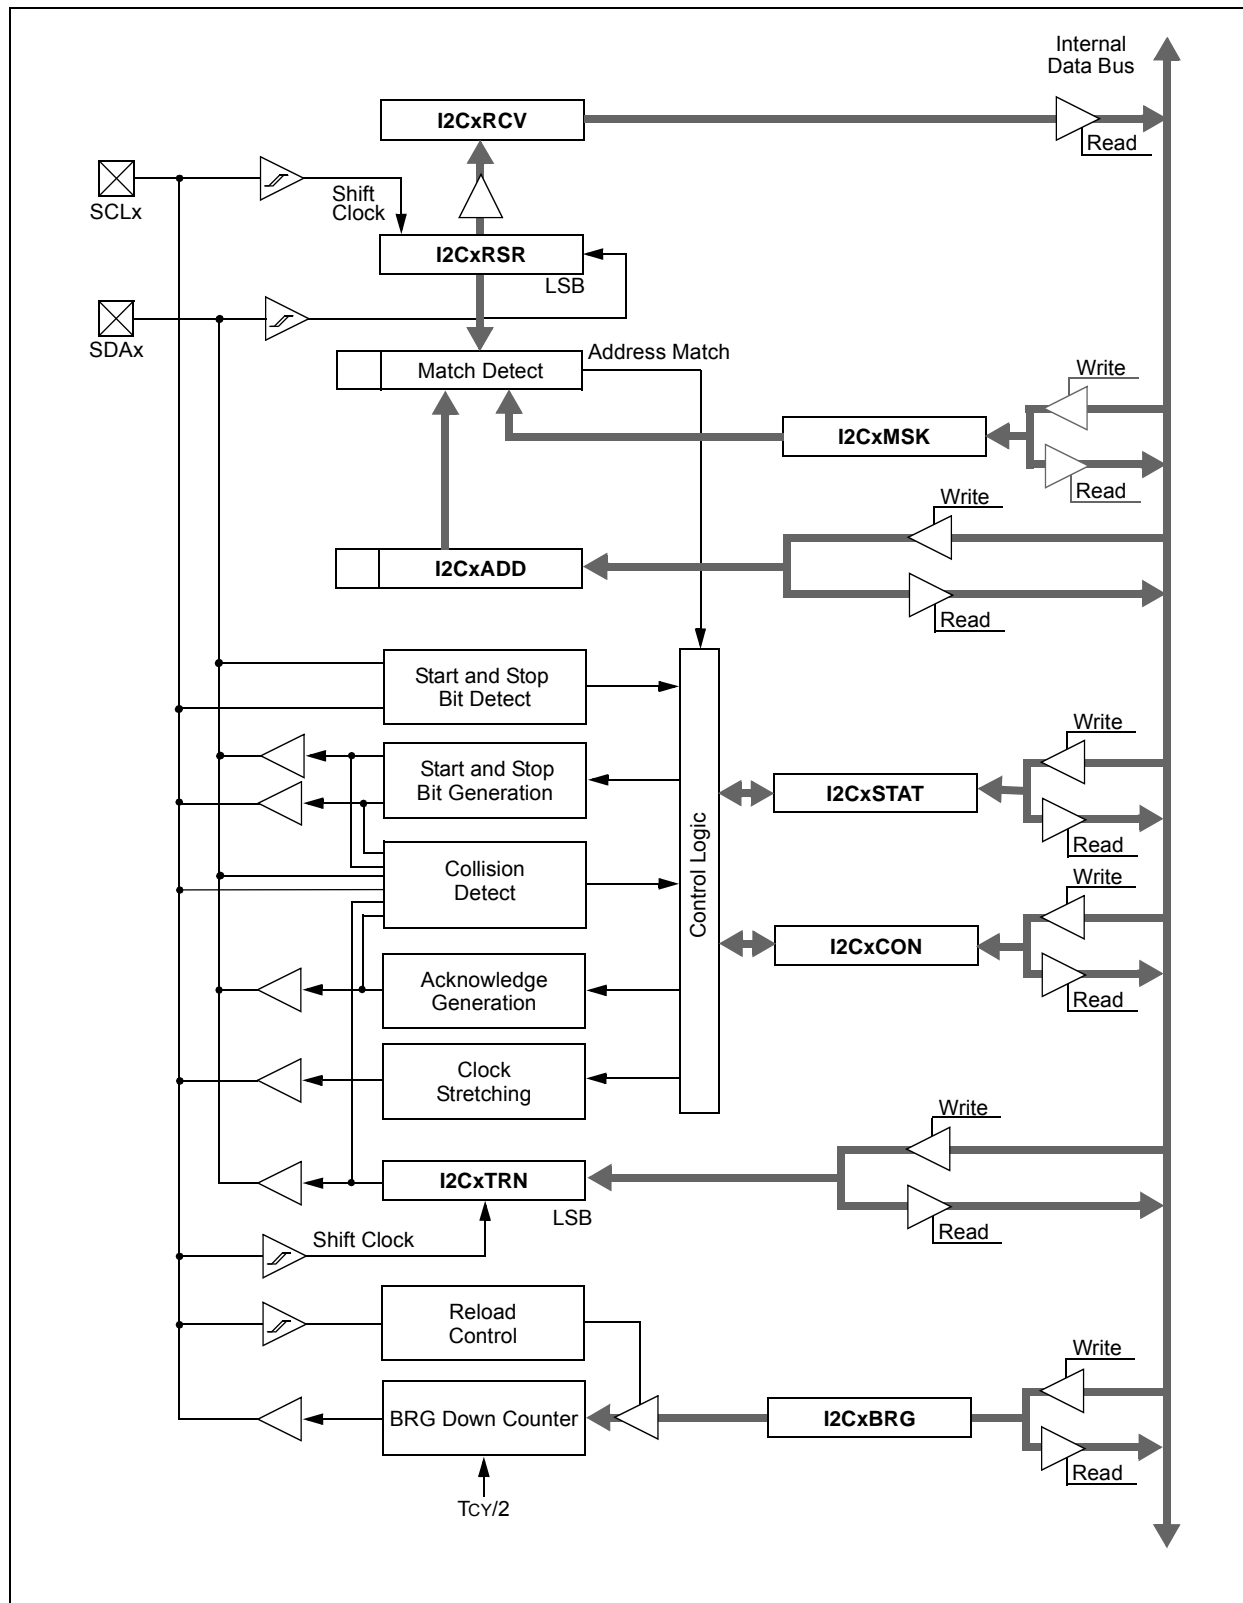 Internal
Data Bus
I2CxRCV
Read
SCLx
Shift
Clock
I2CxRSR
LSB
SDAx
Address Match
Match Detect
Write
I2CxMSK
Read
Write
I2CxADD
Read
Start and Stop
Bit Detect
Write
Start and Stop
Bit Generation
I2CxSTAT
Read
Control Logic
Collision
Detect
Write
I2CxCON
Read
Acknowledge
Generation
Clock
Stretching
Write
I2CxTRN
LSB
Read
Shift Clock
Reload
Control
Write
BRG Down Counter
I2CxBRG
Read
TCY/2